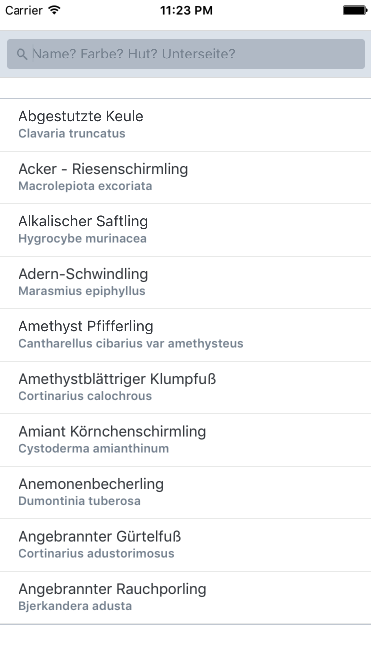 Carrier 11:23 PM
Name? Farbe? Hut? Unterseite?
Abgestutzte Keule
Clavaria truncatus
Acker - Riesenschirmling
Macrolepiota excoriata
Alkalischer Saftling
Hygrocybe murinacea
Adern-Schwindling
Marasmius epiphyllus
Amethyst Pfifferling
Cantharellus cibarius var amethysteus
Amethystblättriger Klumpfuß
Cortinarius calochrous
Amiant Körnchenschirmling
Cystoderma amianthinum
Anemonenbecherling
Dumontinia tuberosa
Angebrannter Gürtelfuß
Cortinarius adustorimosus
Angebrannter Rauchporling
Bjerkandera adusta